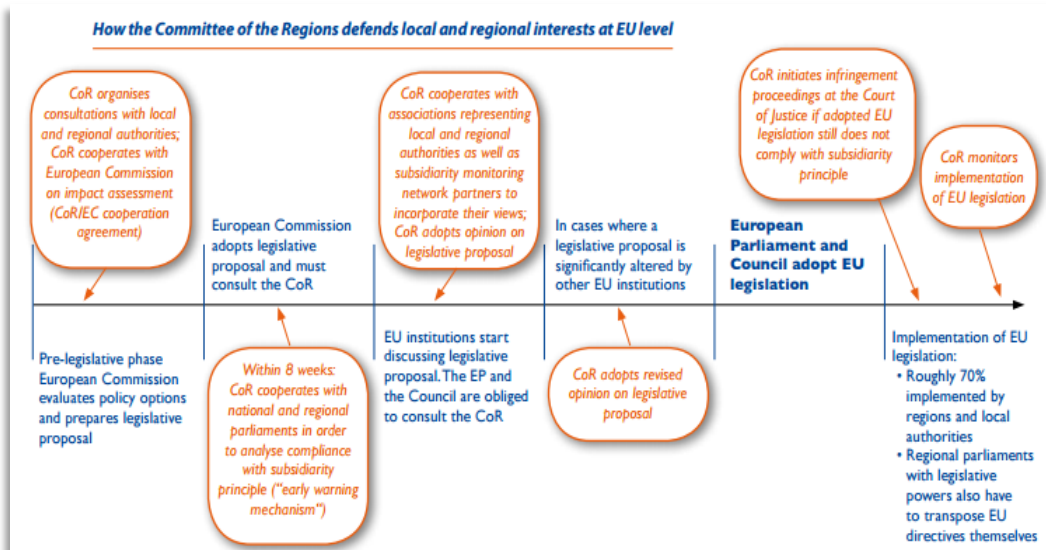 How the Committee of the Regions defends local and regional interests at EU level
CoR organises
consultations with local
and regional authorities;
CoR cooperates with
European Commission
on impact assessment
(CoR/EC cooperation
agreement)
European Commission
adopts legislative
proposal and must
consult the CoR
CoR cooperates with
associations representing
local and regional
authorities as well as
subsidiarity monitoring
network partners to
incorporate their views;
CoR adopts opinion on
legislative proposal
In cases where a
legislative proposal is
significantly altered by
other EU institutions
European
Parliament and
Council adopt EU
legislation
CoR initiates infringement
proceedings at the Court
of Justice if adopted EU
legislation still does not
comply with subsidiarity
principle
CoR monitors
implementation
of EU legislation
Pre-legislative phase
European Commission
evaluates policy options
and prepares legislative
proposal
Within 8 weeks:
CoR cooperates with
national and regional
parliaments in order
to analyse compliance
with subsidiarity
principle ("early warning
mechanism")
EU institutions start
discussing legislative
proposal. The EP and
the Council are obliged
to consult the CoR
CoR adopts revised
opinion on legislative
proposal
Implementation of EU
legislation:
• Roughly 70%
implemented by
regions and local
authorities
• Regional parliaments
with legislative
powers also have
to transpose EU
directives themselves